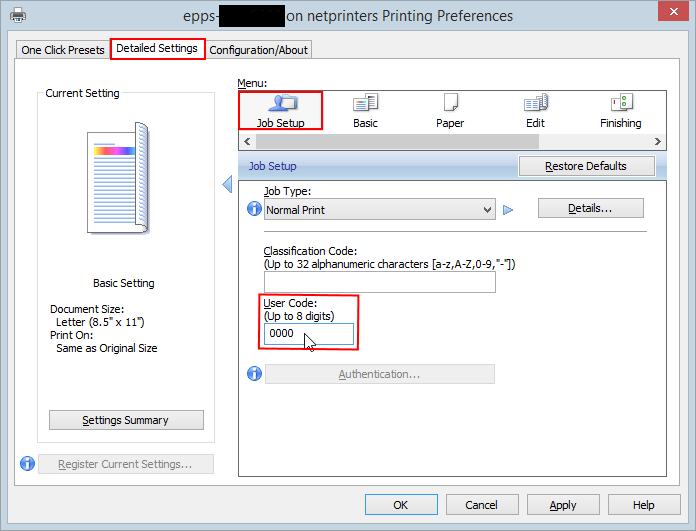 epps- on netprinters Printing Preferences
One Click Presets
Detailed Settings
Configuration/About
Current Setting
Basic Setting
Document Size:
Letter (8.5" x 11")
Print On:
Same as Original Size
Settings Summary
Register Current Settings...
Menu:
Job Setup
Basic
Paper
Edit
Finishing
Job Setup
Restore Defaults
Job Type:
Normal Print
Details...
Classification Code:
(Up to 32 alphanumeric characters [a-z,A-Z,0-9,"-"])
User Code:
(Up to 8 digits)
0000
Authentication...
OK
Cancel
Apply
Help